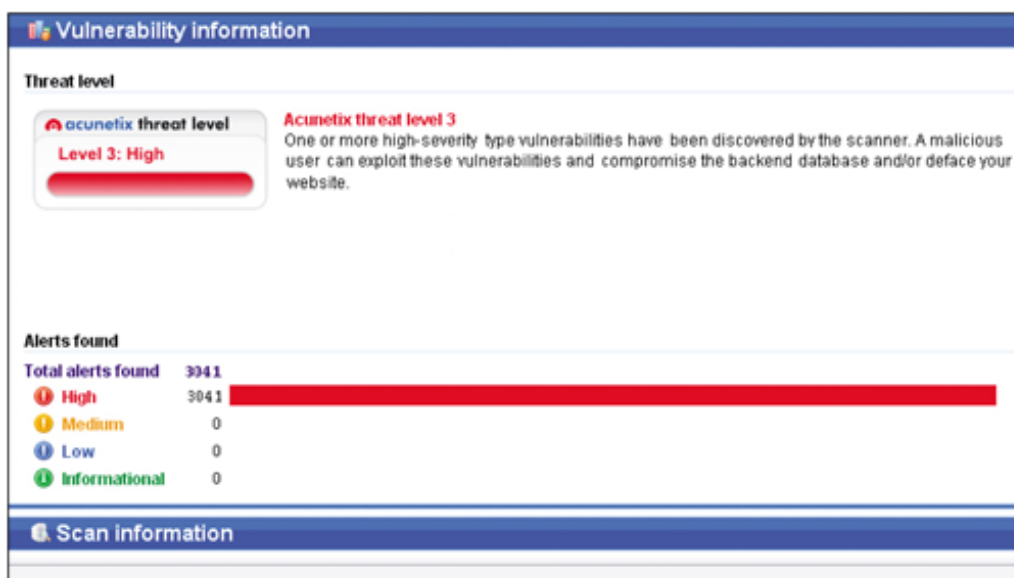 Vulnerability information
Threat level
acunetix threat level
Level 3: High
Acunetix threat level 3
One or more high-severity type vulnerabilities have been discovered by the scanner. A malicious
user can exploit these vulnerabilities and compromise the backend database and/or deface your
website.
Alerts found
Total alerts found 3041
High 3041
Medium 0
Low 0
Informational 0
Scan information